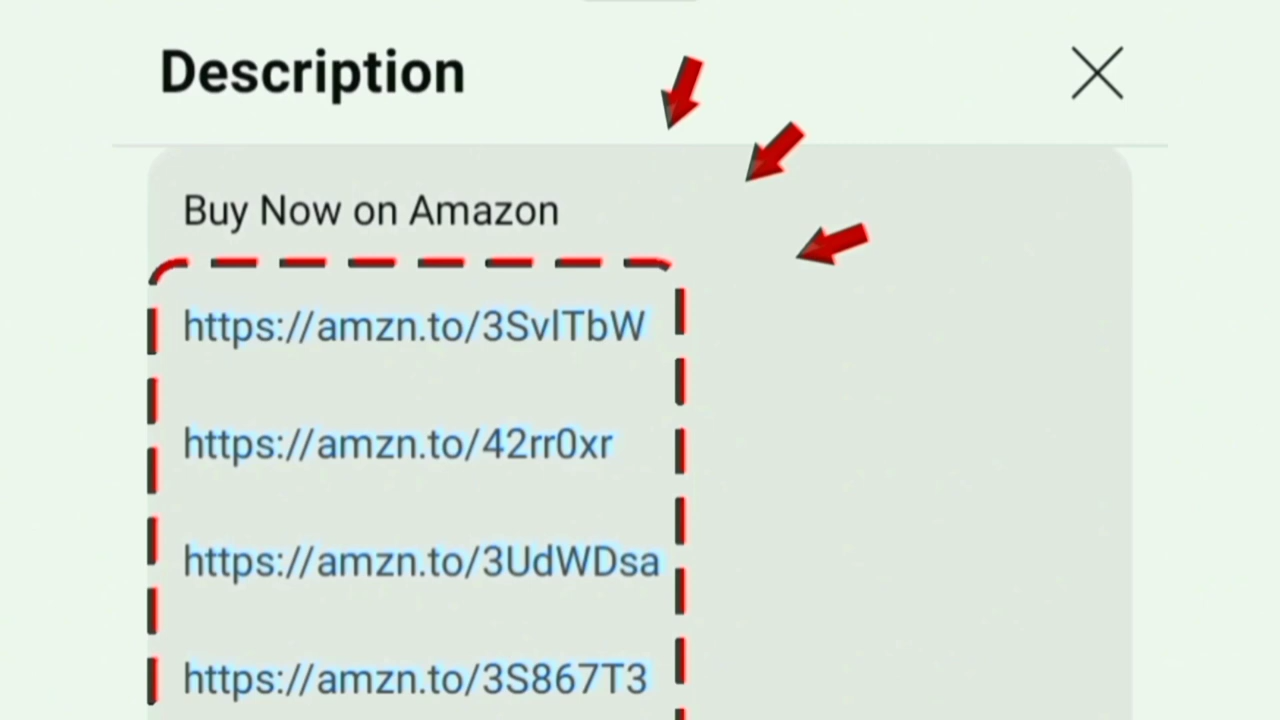 Description
Buy Now on Amazon
https://amzn.to/3SvlTbW
https://amzn.to/42rr0xr
https://amzn.to/3UdWDsa
https://amzn.to/3S867T3